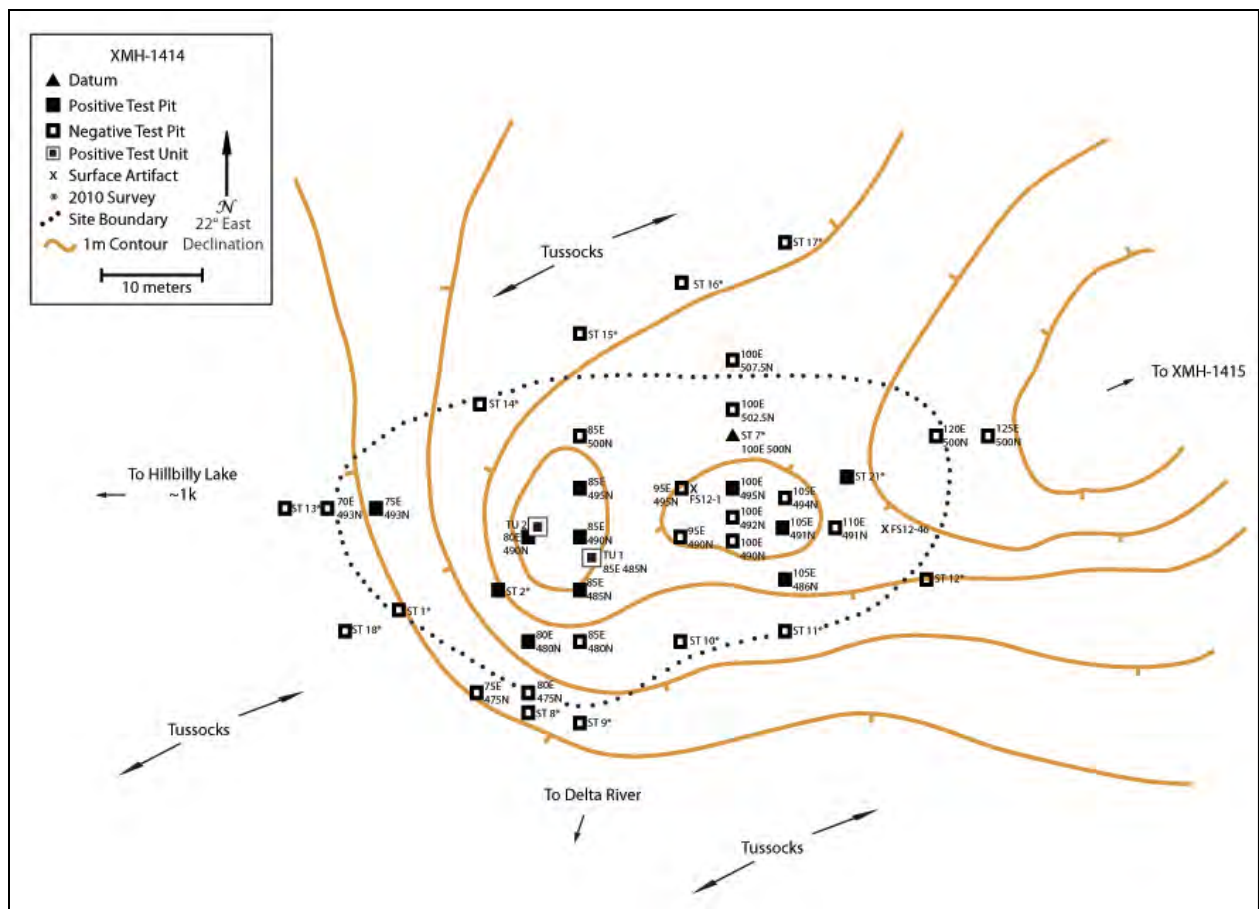 XMH-1414
Datum
Positive Test Pit
Negative Test Pit
Positive Test Unit
x Surface Artifact
* 2010 Survey
Site Boundary
1m Contour
N
22° East
Declination
10 meters
Tussocks
ST 17*
ST 16*
ST 15*
100E
507.5N
To XMH-1415
ST 14*
100E
502.5N
85E
500N
ST 7*
100E 500N
120E
500N
125E
500N
To Hillbilly Lake
~1k
85E
495N
95E
495N
X
FS12-1
100E
495N
105E
494N
ST 21*
ST 13*
70E
493N
75E
493N
TU 2
80E
490N
85E
490N
95E
490N
100E
492N
100E
490N
105E
491N
110E
491N
X FS12-46
TU 1
85E 485N
ST 2*
85E
485N
105E
486N
ST 12*
ST 1*
ST 18*
80E
480N
85E
480N
ST 10*
ST 11*
75E
475N
80E
475N
ST 8*
ST 9*
Tussocks
To Delta River
Tussocks